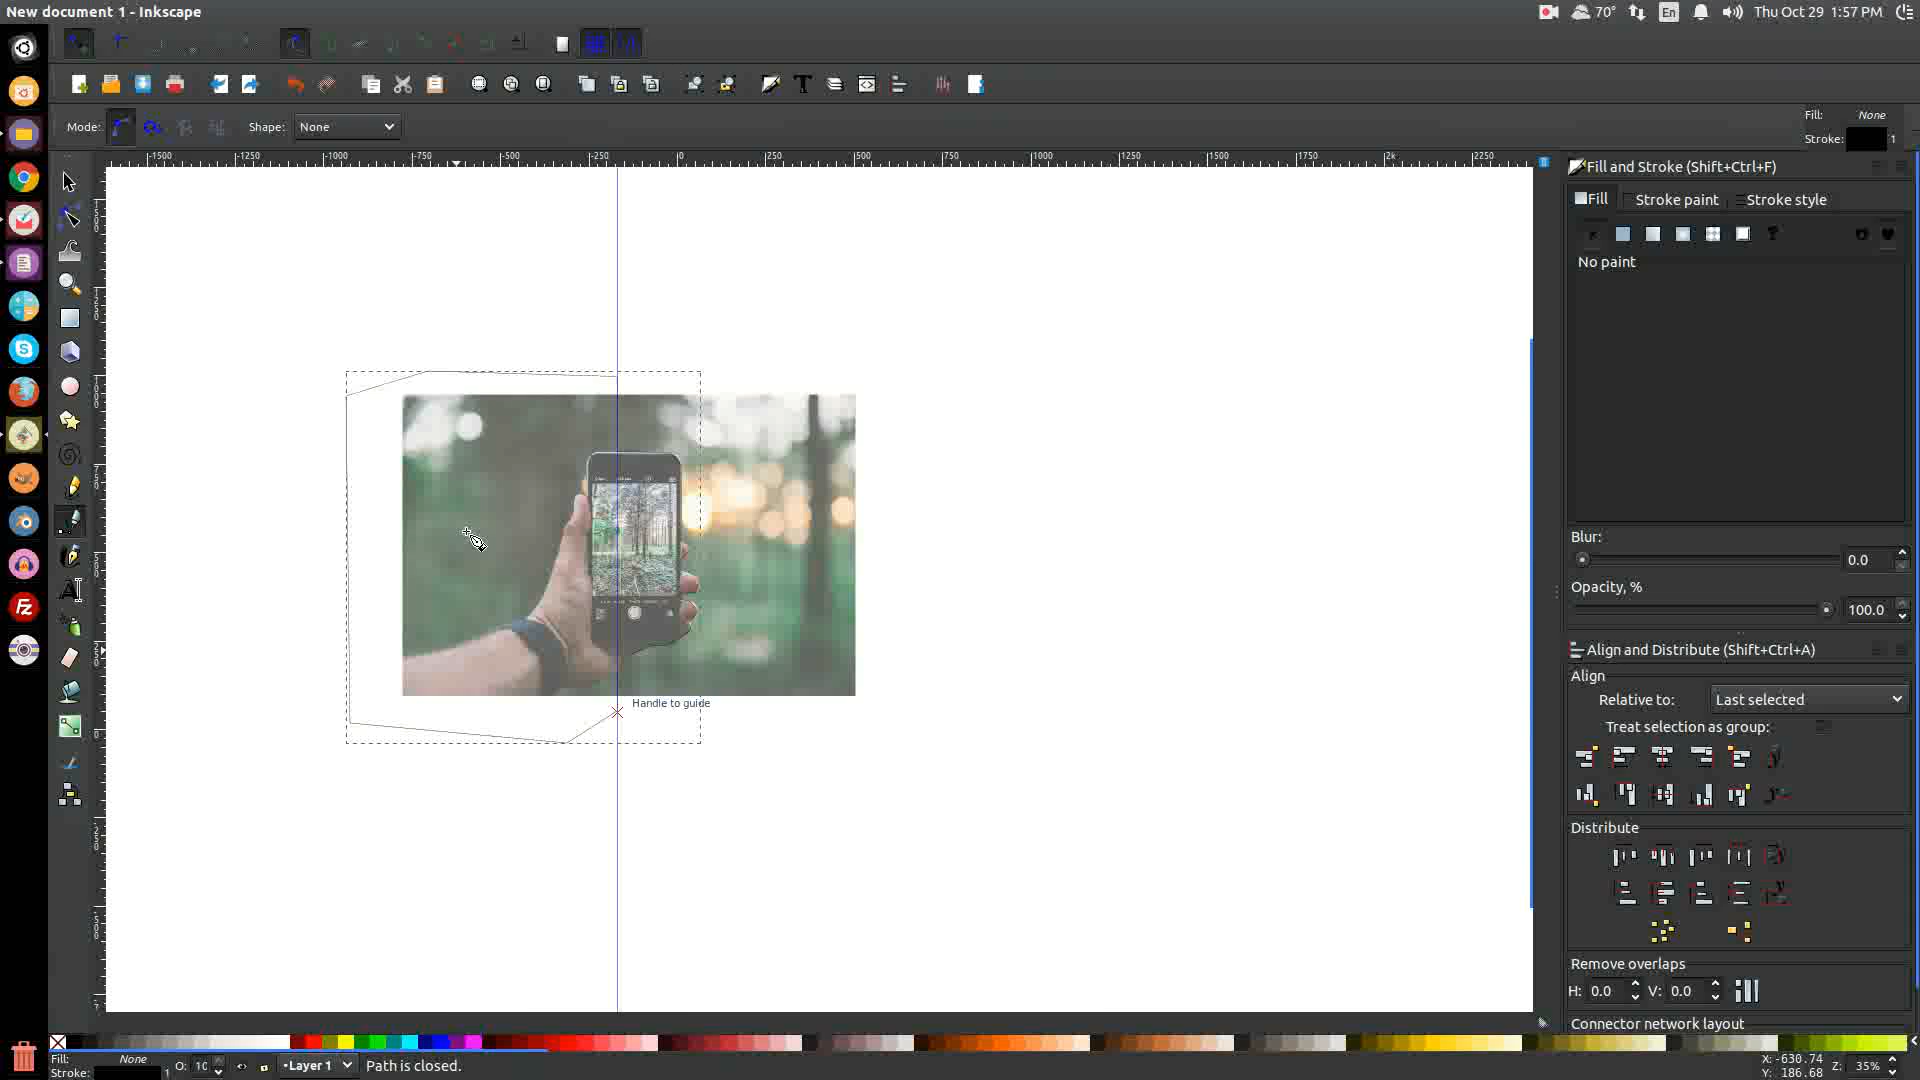 New document 1 - Inkscape
70°
En
Thu Oct 29 1:57 PM
Mode:
Shape:
None
Fill:
None
Stroke:
1
-1500
-1250
-1000
-750
-500
-250
0
250
500
750
1000
1250
1500
1750
2k
2250
Fill and Stroke (Shift+Ctrl+F)
Fill
Stroke paint
Stroke style
No paint
Blur:
0.0
Opacity, %
100.0
Align and Distribute (Shift+Ctrl+A)
Align
Relative to:
Last selected
Treat selection as group:
Distribute
Remove overlaps
H:
0.0
V:
0.0
Connector network layout
Handle to guide
Fill:
None
Stroke:
1
O:
10
•Layer 1
Path is closed.
X: -630.74
Y: 186.68
Z:
35%